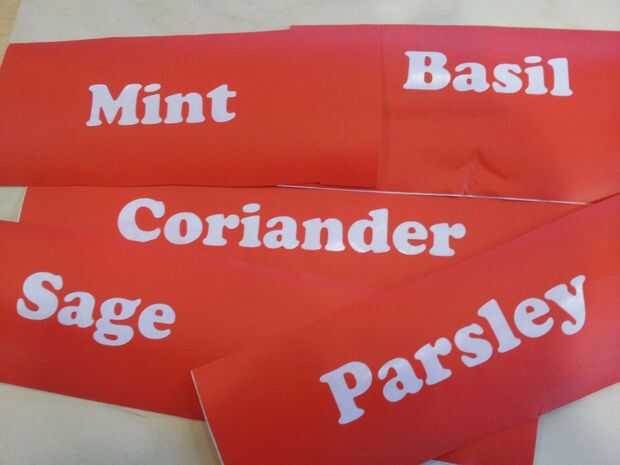 Mint
Basil
Coriander
Sage
Parsley